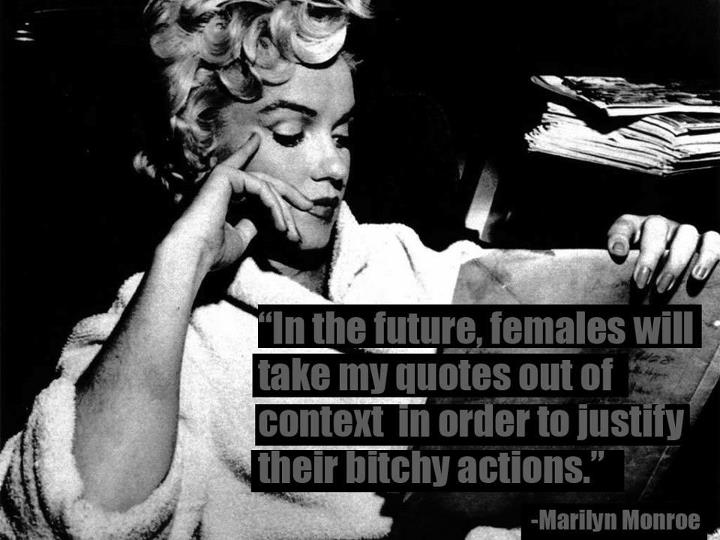 “In the future, females will
take my quotes out of
context in order to justify
their bitchy actions.”
-Marilyn Monroe